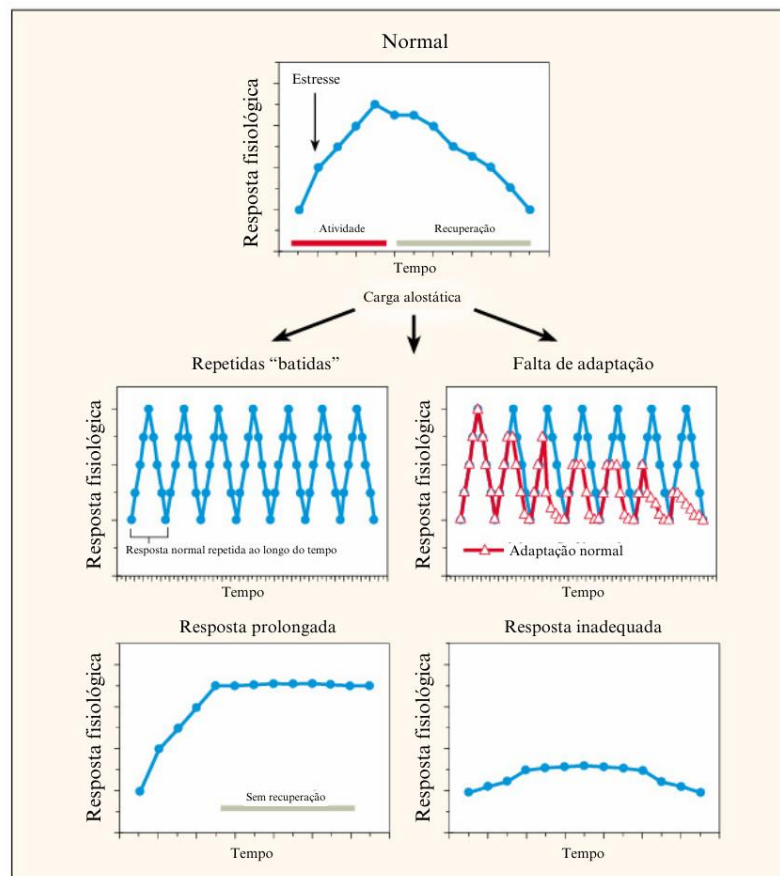 Normal
Estresse
Resposta fisiológica
Atividade
Recuperação
Tempo
Carga alostática
Repetidas “batidas”
Resposta fisiológica
Resposta normal repetida ao longo do tempo
Tempo
Falta de adaptação
Resposta fisiológica
Adaptação normal
Tempo
Resposta prolongada
Resposta fisiológica
Sem recuperação
Tempo
Resposta inadequada
Resposta fisiológica
Tempo